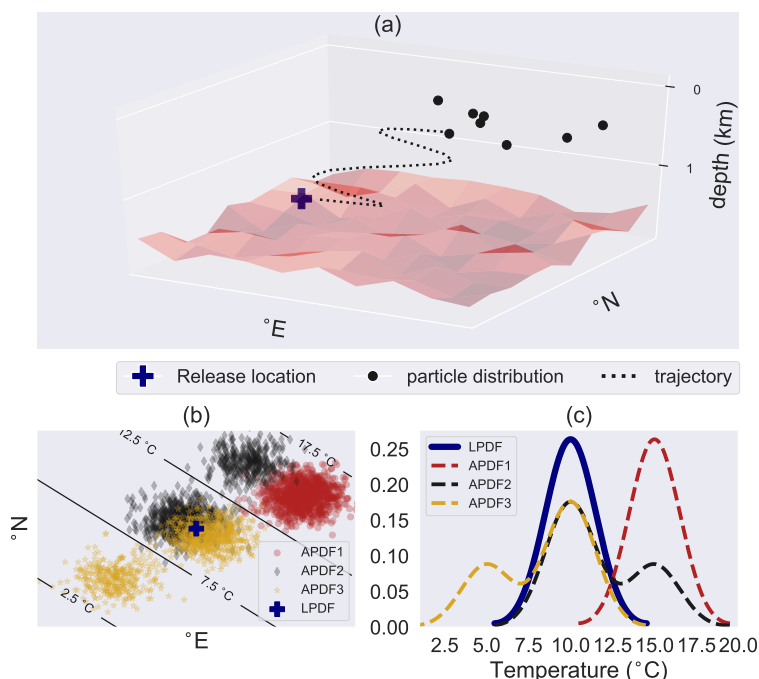 (a)
0
1
depth (km)
°E
°N
Release location
particle distribution
trajectory
(b)
12.5 °C
17.5 °C
7.5 °C
2.5 °C
°N
°E
APDF1
APDF2
APDF3
LPDF
(c)
LPDF
APDF1
APDF2
APDF3
0.25
0.20
0.15
0.10
0.05
0.00
2.5 5.0 7.5 10.0 12.5 15.0 17.5 20.0
Temperature (°C)